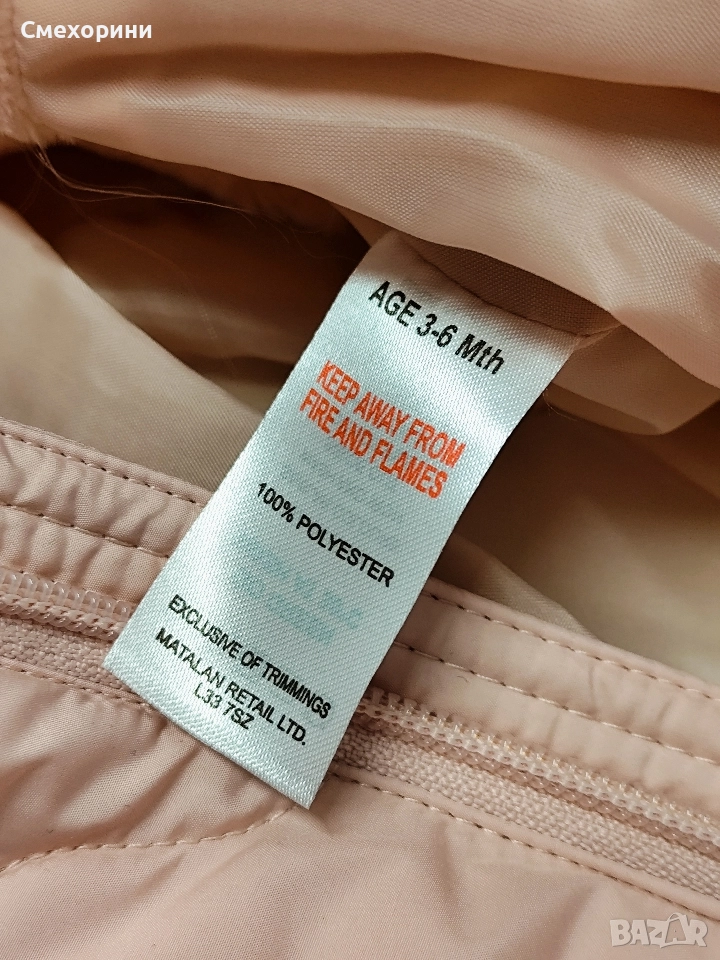 Смехорини
AGE 3-6 Mth
KEEP AWAY FROM
FIRE AND FLAMES
100% POLYESTER
EXCLUSIVE OF TRIMMINGS
MATALAN RETAIL LTD.
L33 7SZ
BAZAR